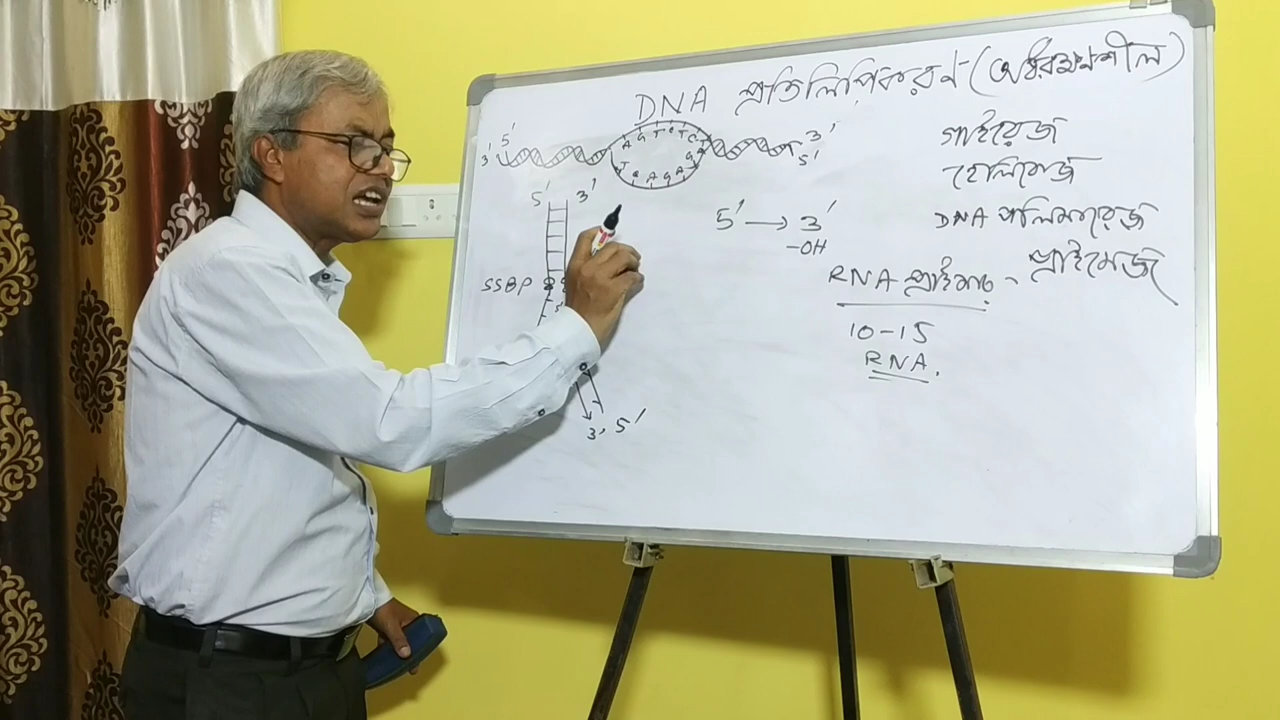 DNA প্রতিলিপিকরণ (অর্ধরক্ষণশীল)
5′ 3′
3′ 5′
A G T C T C
T C A G A G
গাইরেজ
হেলিকেজ
DNA পলিমারেজ
প্রাইমেজ
5′ 3′
5′ → 3′
-OH
SSBP
RNA প্রাইমার -
10-15
RNA.
3′ 5′